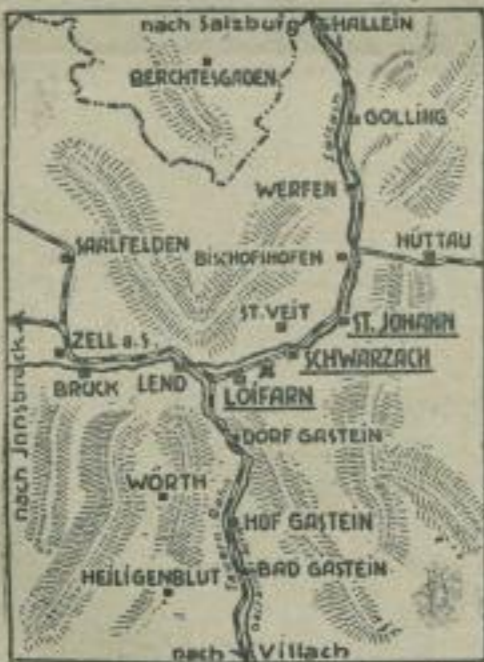 nach Salzburg
HALLEIN
BERCHTESGADEN
GOLLING
WERFEN
SAALFELDEN
BISCHOFSHOFEN
HÜTTAU
ST. VEIT
ST. JOHANN
ZELL a.S.
SCHWARZACH
BRUCK
LEND
LOIFARN
nach Innsbruck
DORF GASTEIN
WÖRTH
HOF GASTEIN
BAD GASTEIN
HEILIGENBLUT
nach Villach